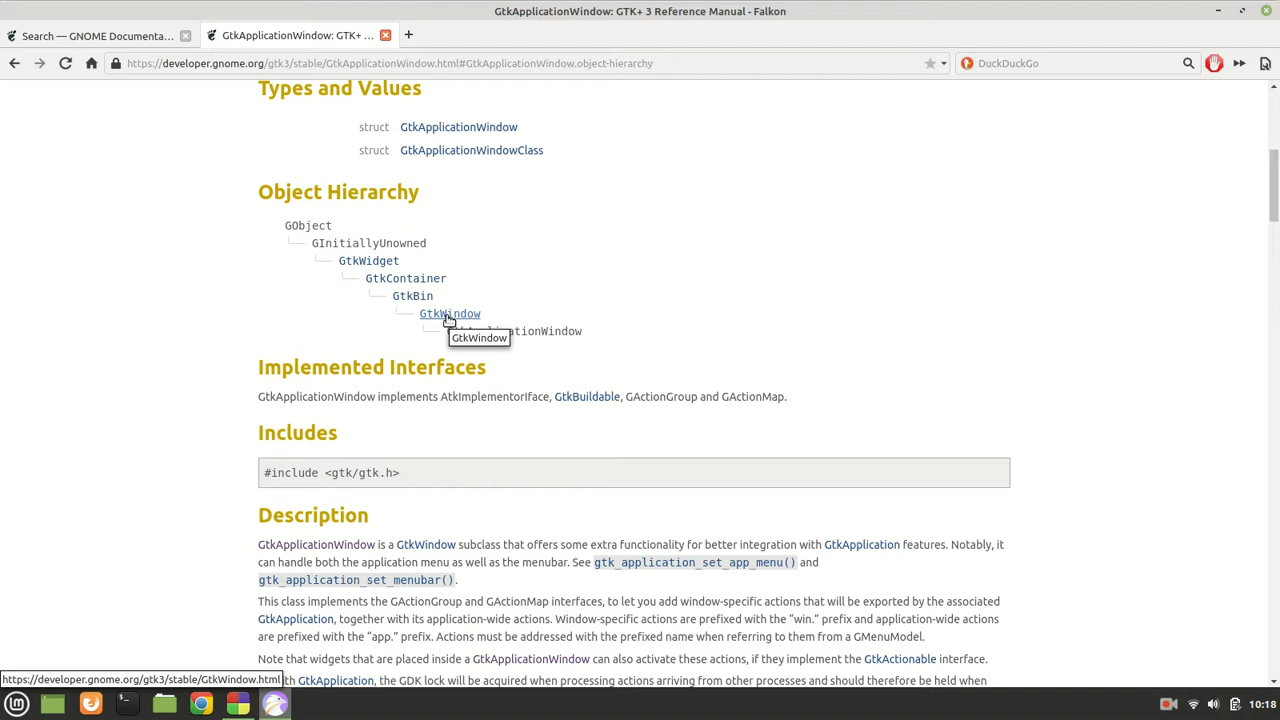 GtkApplicationWindow: GTK+ 3 Reference Manual - Falkon
Search — GNOME Documenta...
GtkApplicationWindow: GTK+ ...
https://developer.gnome.org/gtk3/stable/GtkApplicationWindow.html#GtkApplicationWindow.object-hierarchy
DuckDuckGo
Types and Values
struct GtkApplicationWindow
struct GtkApplicationWindowClass
Object Hierarchy
GObject
GInitiallyUnowned
GtkWidget
GtkContainer
GtkBin
GtkWindow
ApplicationWindow
GtkWindow
Implemented Interfaces
GtkApplicationWindow implements AtkImplementorIface, GtkBuildable, GActionGroup and GActionMap.
Includes
#include <gtk/gtk.h>
Description
GtkApplicationWindow is a GtkWindow subclass that offers some extra functionality for better integration with GtkApplication features. Notably, it
can handle both the application menu as well as the menubar. See gtk_application_set_app_menu() and
gtk_application_set_menubar().
This class implements the GActionGroup and GActionMap interfaces, to let you add window-specific actions that will be exported by the associated
GtkApplication, together with its application-wide actions. Window-specific actions are prefixed with the “win.” prefix and application-wide actions
are prefixed with the “app.” prefix. Actions must be addressed with the prefixed name when referring to them from a GMenuModel.
Note that widgets that are placed inside a GtkApplicationWindow can also activate these actions, if they implement the GtkActionable interface.
GtkApplication, the GDK lock will be acquired when processing actions arriving from other processes and should therefore be held when
https://developer.gnome.org/gtk3/stable/GtkWindow.html
10:18